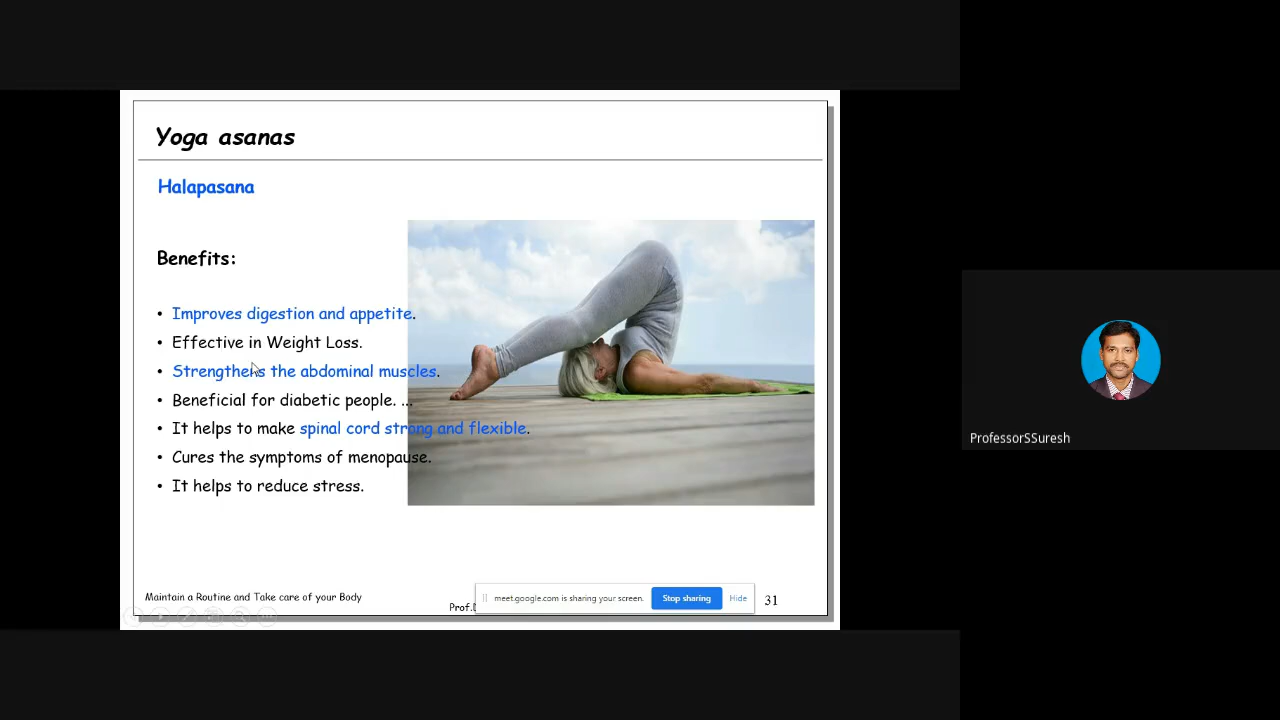 Yoga asanas
Halapasana
Benefits:
• Improves digestion and appetite.
• Effective in Weight Loss.
• Strengthens the abdominal muscles.
• Beneficial for diabetic people. ...
• It helps to make spinal cord strong and flexible.
• Cures the symptoms of menopause.
• It helps to reduce stress.
Maintain a Routine and Take care of your Body
Prof.D
meet.google.com is sharing your screen.
Stop sharing
Hide
31
ProfessorSSuresh